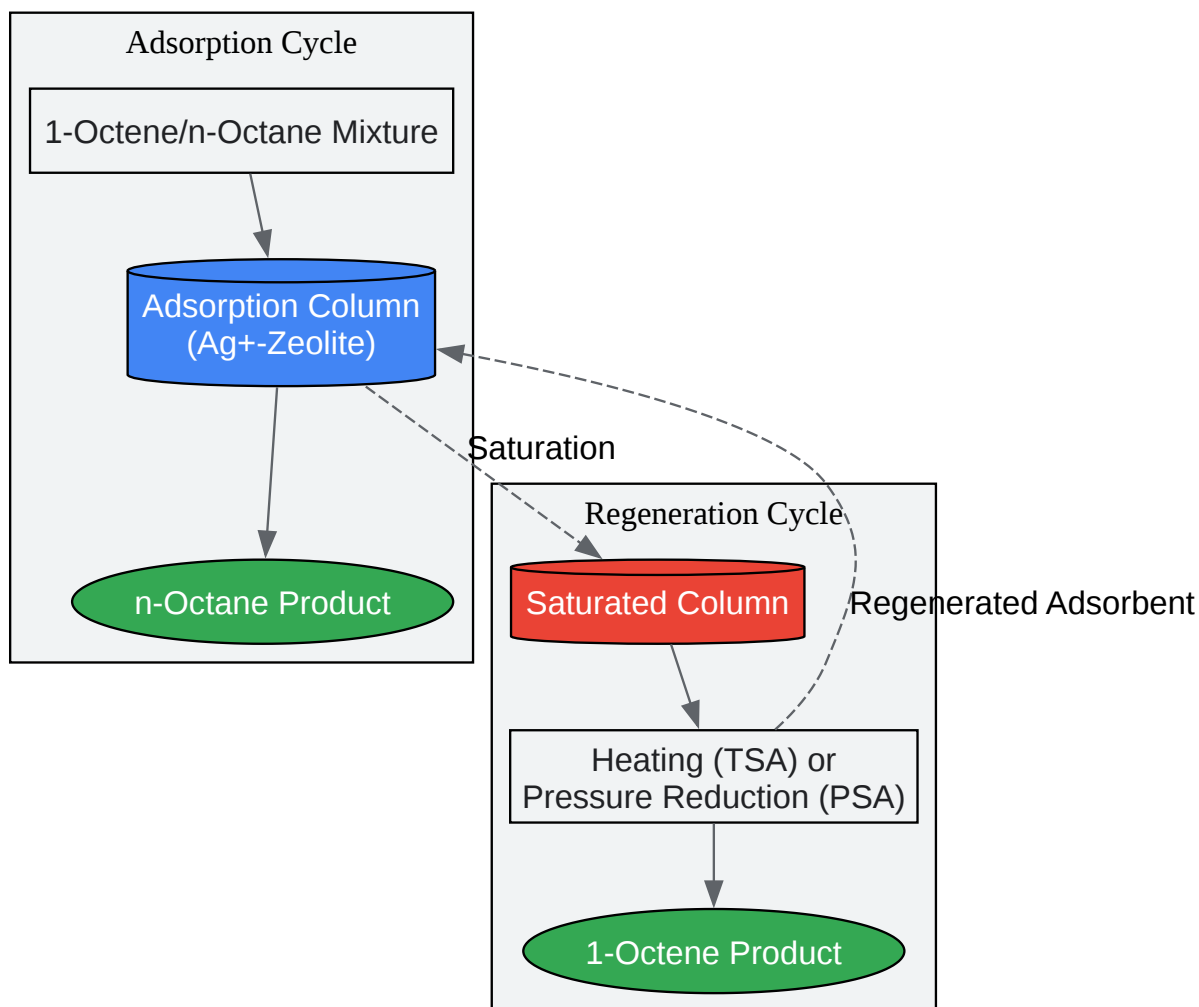 Adsorption Cycle
1-Octene/n-Octane Mixture
Adsorption Column
(Ag+-Zeolite)
Saturation
n-Octane Product
Regeneration Cycle
Saturated Column
Regenerated Adsorbent
Heating (TSA) or
Pressure Reduction (PSA)
1-Octene Product